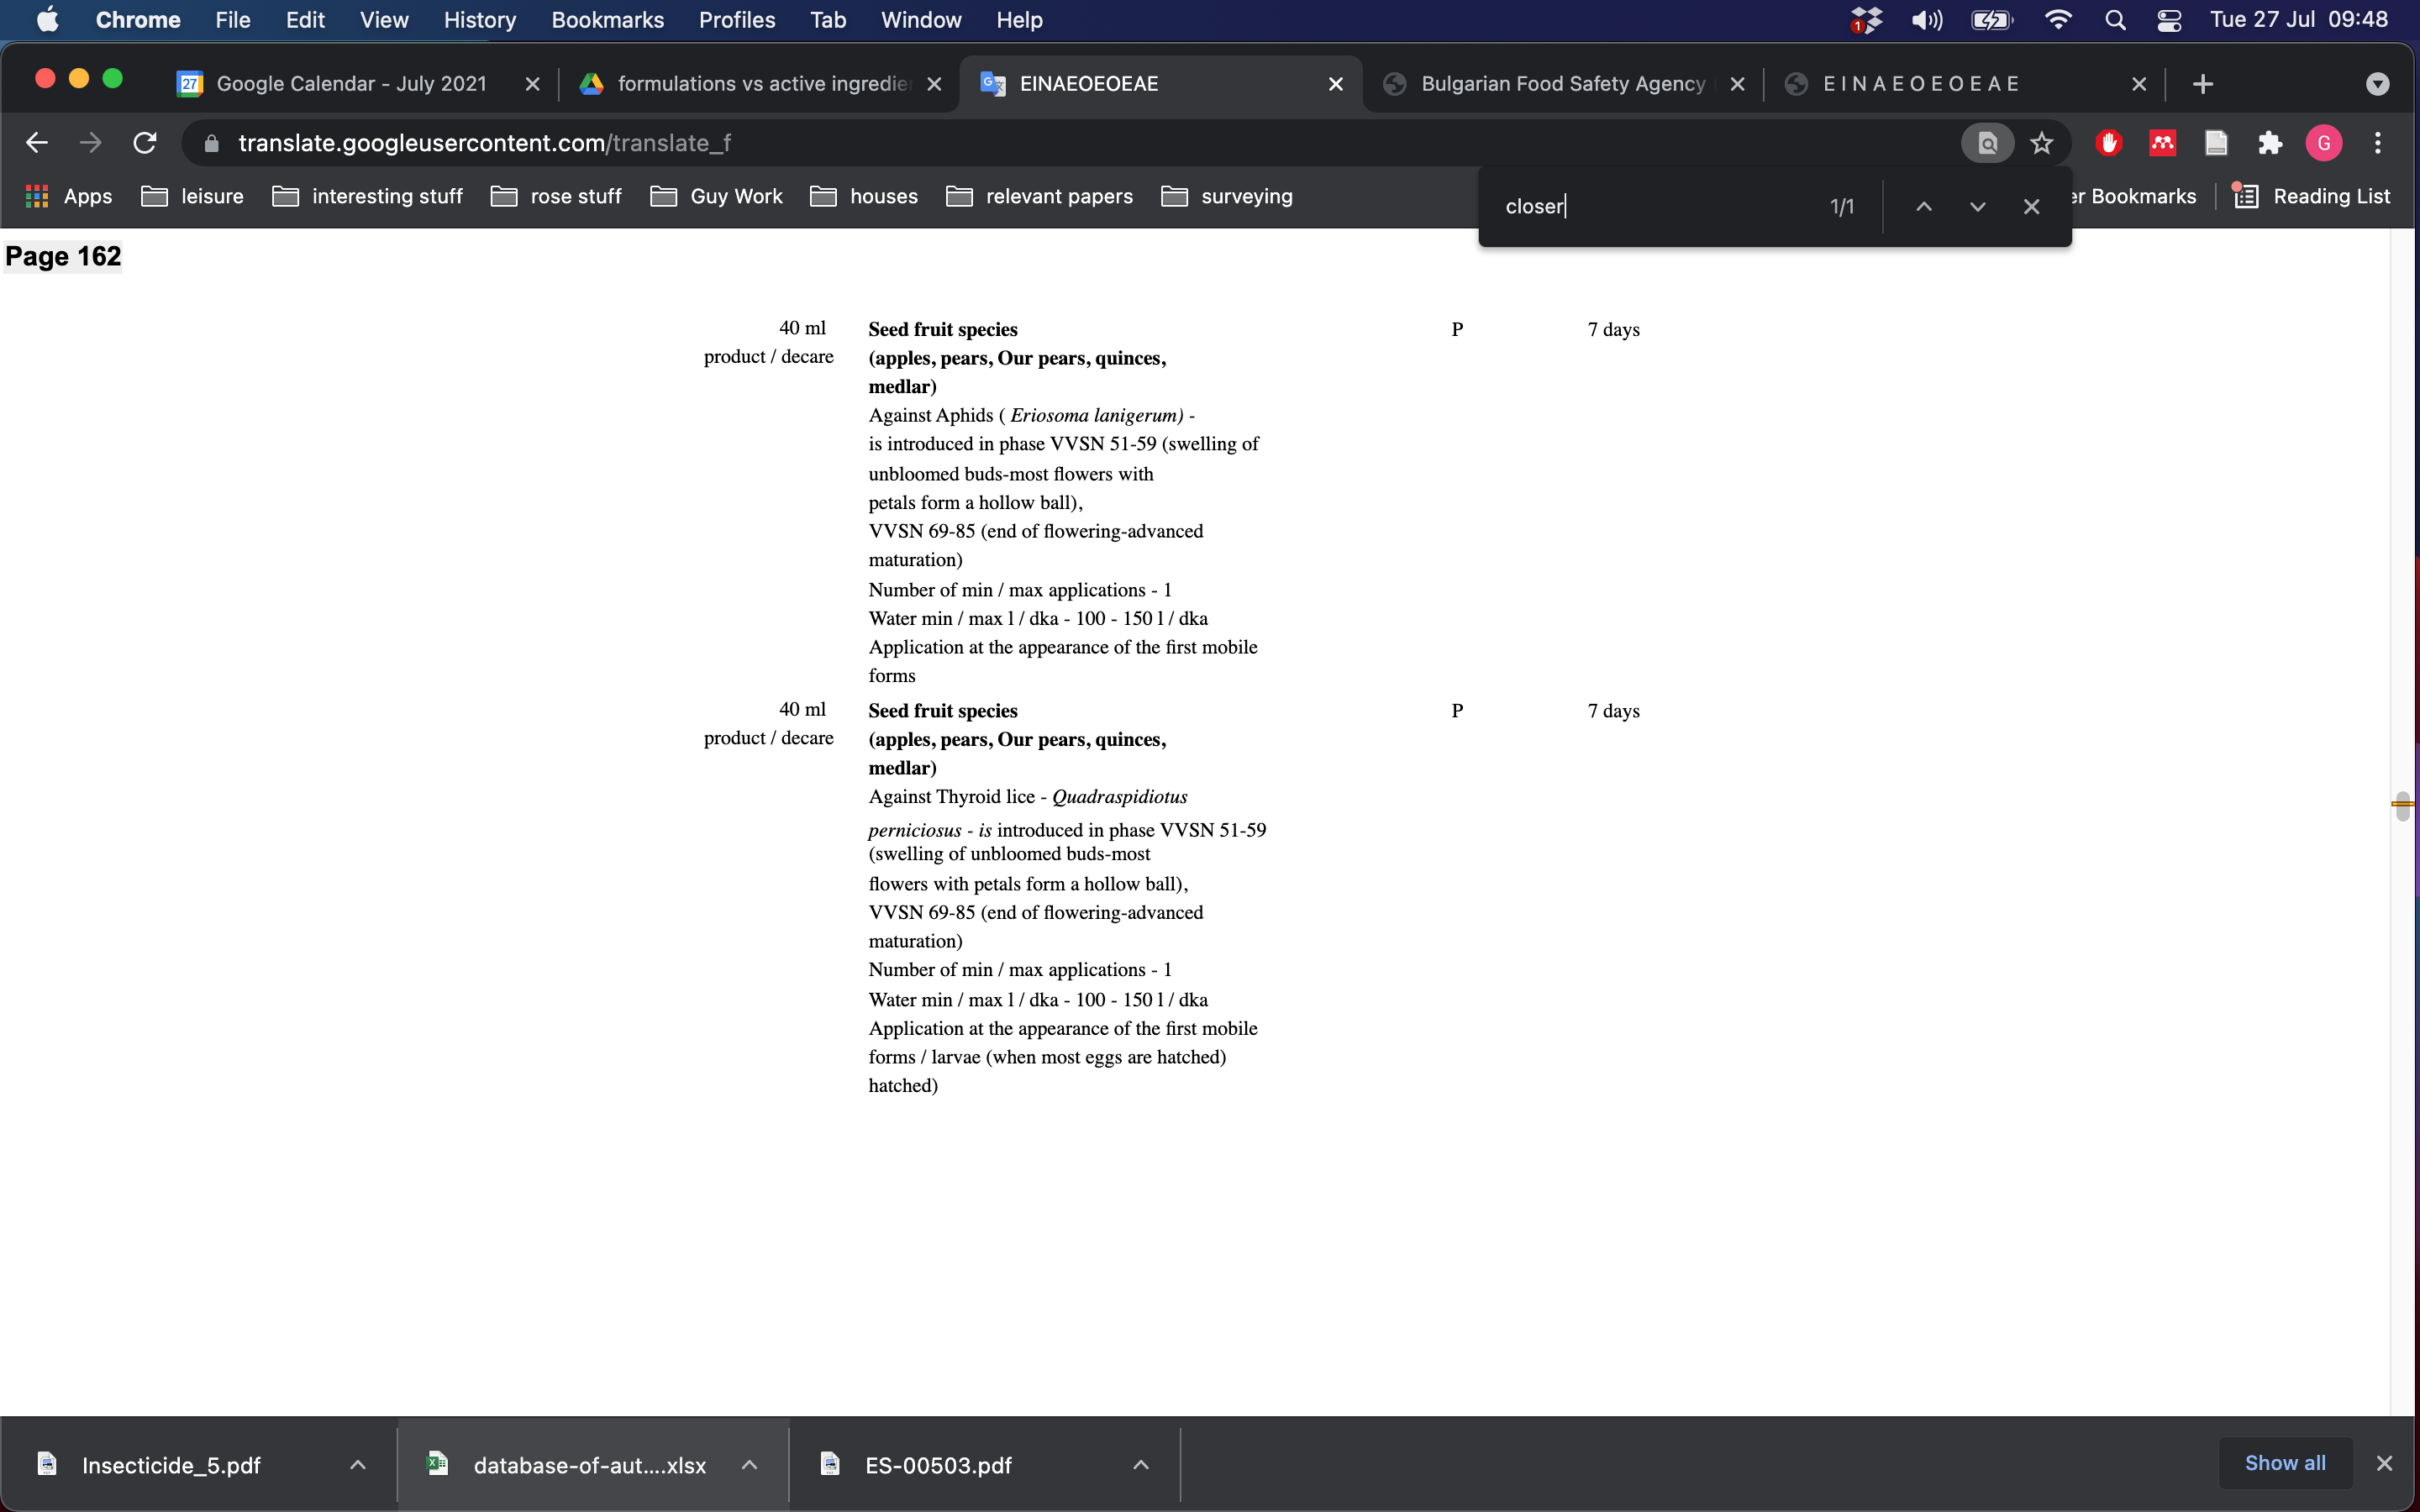 Chrome File Edit View History Bookmarks Profiles Tab Window Help 1 Tue 27 Jul 09:48
27 Google Calendar - July 2021 formulations vs active ingredie EINAEOEOEAE Bulgarian Food Safety Agency E I N A E O E O E A E
translate.googleusercontent.com/translate_f G
Apps leisure interesting stuff rose stuff Guy Work houses relevant papers surveying er Bookmarks Reading List
closer 1/1
Page 162
40 ml Seed fruit species P 7 days
product / decare (apples, pears, Our pears, quinces,
medlar)
Against Aphids ( Eriosoma lanigerum) -
is introduced in phase VVSN 51-59 (swelling of
unbloomed buds-most flowers with
petals form a hollow ball),
VVSN 69-85 (end of flowering-advanced
maturation)
Number of min / max applications - 1
Water min / max l / dka - 100 - 150 l / dka
Application at the appearance of the first mobile
forms
40 ml Seed fruit species P 7 days
product / decare (apples, pears, Our pears, quinces,
medlar)
Against Thyroid lice - Quadraspidiotus
perniciosus - is introduced in phase VVSN 51-59
(swelling of unbloomed buds-most
flowers with petals form a hollow ball),
VVSN 69-85 (end of flowering-advanced
maturation)
Number of min / max applications - 1
Water min / max l / dka - 100 - 150 l / dka
Application at the appearance of the first mobile
forms / larvae (when most eggs are hatched)
hatched)
Insecticide_5.pdf database-of-aut....xlsx ES-00503.pdf Show all